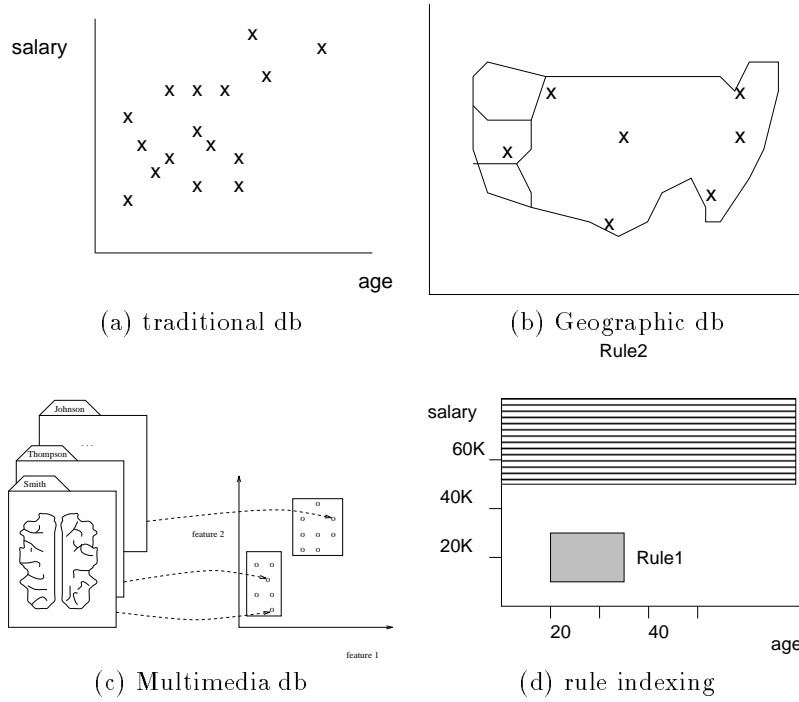 salary
x x
x
x x x
x
x
x x
x x
x
x x
x
age
(a) traditional db
x x
x x
x
x
x
(b) Geographic db
Rule2
Johnson
...
Thompson
Smith
feature 2
feature 1
(c) Multimedia db
salary
60K
40K
20K
Rule1
20 40
age
(d) rule indexing